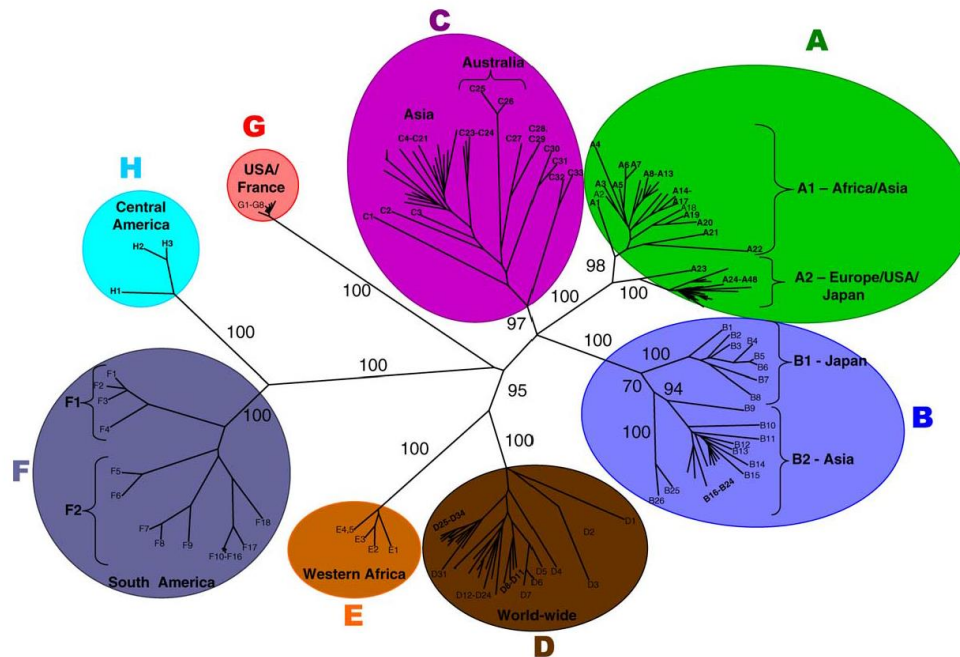 C
A
Australia
C25
C26
Asia
C4-C21
C23-C24
C27
C28,
C29
C30
C31
C32
C33
C1
C2
C3
G
USA/
France
G1-G8
H
Central
America
H2
H3
H1
A4
A6
A7
A8-A13
A3
A5
A2
A1
A14-
A17
A18
A19
A20
A21
A22
A1 – Africa/Asia
A23
A24-A48
A2 – Europe/USA/
Japan
98
100
100
97
100
100
100
100
95
100
100
100
B1
B2
B3
B4
B5
B6
B7
B8
B1 - Japan
100
70
94
100
B9
B10
B11
B12
B13
B14
B15
B16-B24
B25
B26
B2 - Asia
B
F1
F1
F2
F3
F4
F
F2
F5
F6
F7
F8
F9
F10-F16
F17
F18
South America
E4,5
E3
E2
E1
Western Africa
E
D25-D34
D31
D12-D24
D8-D11
D7
D6
D5
D4
D3
D2
D1
World-wide
D